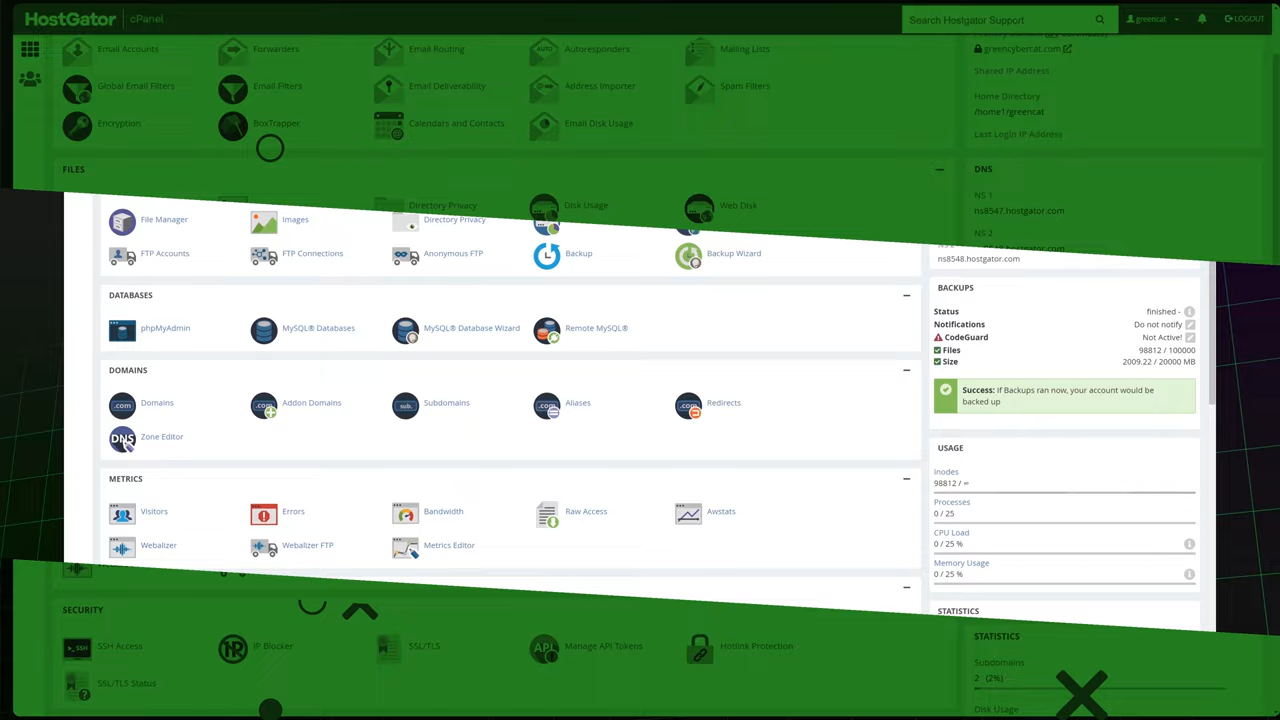 HostGator cPanel
Search Hostgator Support
greencat
LOGOUT
Email Accounts Forwarders Email Routing Autoresponders Mailing Lists
greencybercat.com
Shared IP Address
Global Email Filters Email Filters Email Deliverability Address Importer Spam Filters
Home Directory
/home1/greencat
Encryption BoxTrapper Calendars and Contacts Email Disk Usage
Last Login IP Address
FILES
DNS
NS 1
ns8547.hostgator.com
NS 2
Directory Privacy Disk Usage Web Disk
File Manager Images Directory Privacy
FTP Accounts FTP Connections Anonymous FTP Backup Backup Wizard
ns8548.hostgator.com
DATABASES
phpMyAdmin MySQL® Databases MySQL® Database Wizard Remote MySQL®
DOMAINS
Domains Addon Domains Subdomains Aliases Redirects
Zone Editor
METRICS
Visitors Errors Bandwidth Raw Access Awstats
Webalizer Webalizer FTP Metrics Editor
BACKUPS
Status finished -
Notifications Do not notify
CodeGuard Not Active!
Files 98812 / 100000
Size 2009.22 / 20000 MB
Success: If Backups ran now, your account would be
backed up
USAGE
Inodes
98812 / ∞
Processes
0 / 25
CPU Load
0 / 25 %
Memory Usage
0 / 25 %
STATISTICS
SECURITY
SSH Access IP Blocker SSL/TLS Manage API Tokens Hotlink Protection
SSL/TLS Status
STATISTICS
Subdomains
2 (2%)
Disk Usage